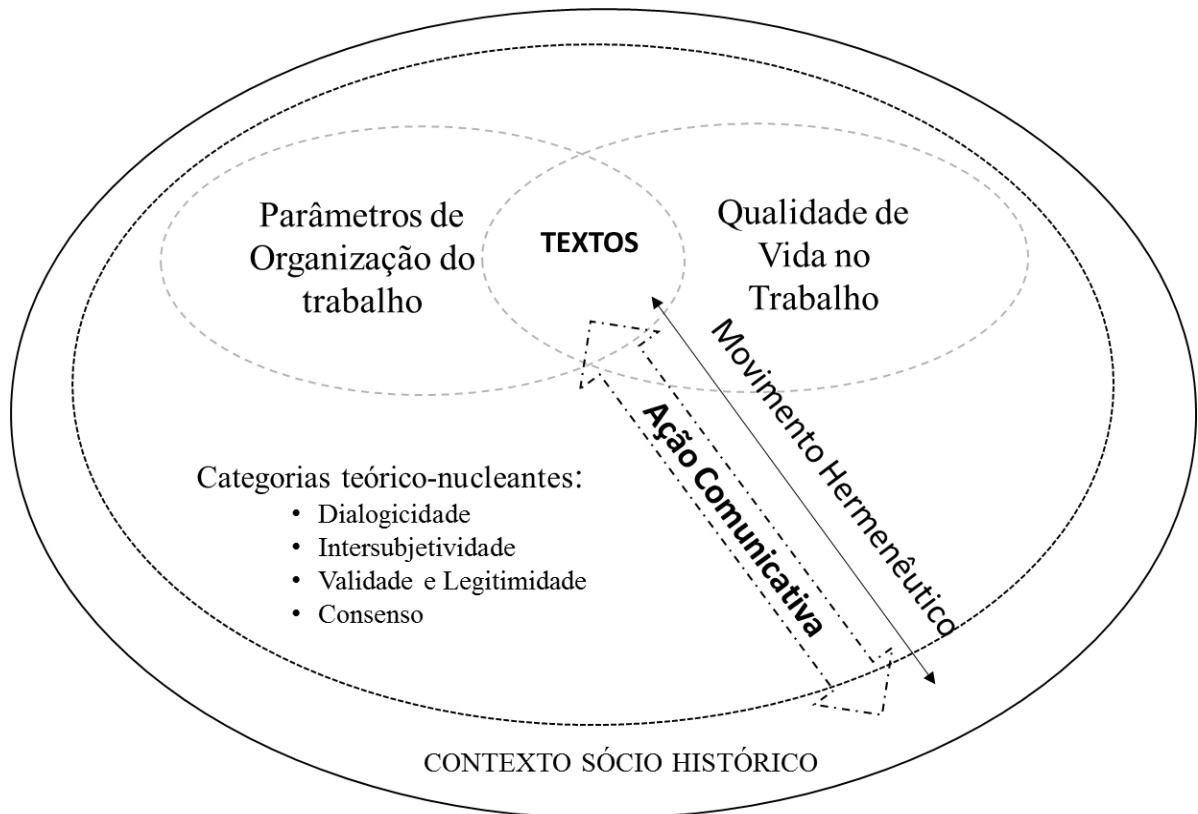 Parâmetros de
Organização do
trabalho
TEXTOS
Qualidade de
Vida no
Trabalho
Movimento Hermenêutico
Ação Comunicativa
Categorias teórico-nucleantes:
• Dialogicidade
• Intersubjetividade
• Validade e Legitimidade
• Consenso
CONTEXTO SÓCIO HISTÓRICO